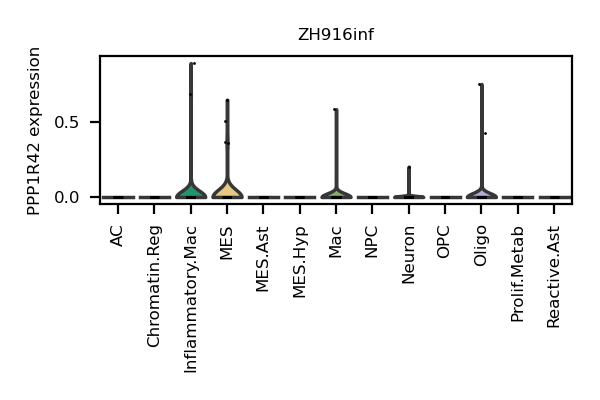 ZH916inf
PPP1R42 expression
0.5
0.0
AC
Chromatin.Reg
Inflammatory.Mac
MES
MES.Ast
MES.Hyp
Mac
NPC
Neuron
OPC
Oligo
Prolif.Metab
Reactive.Ast